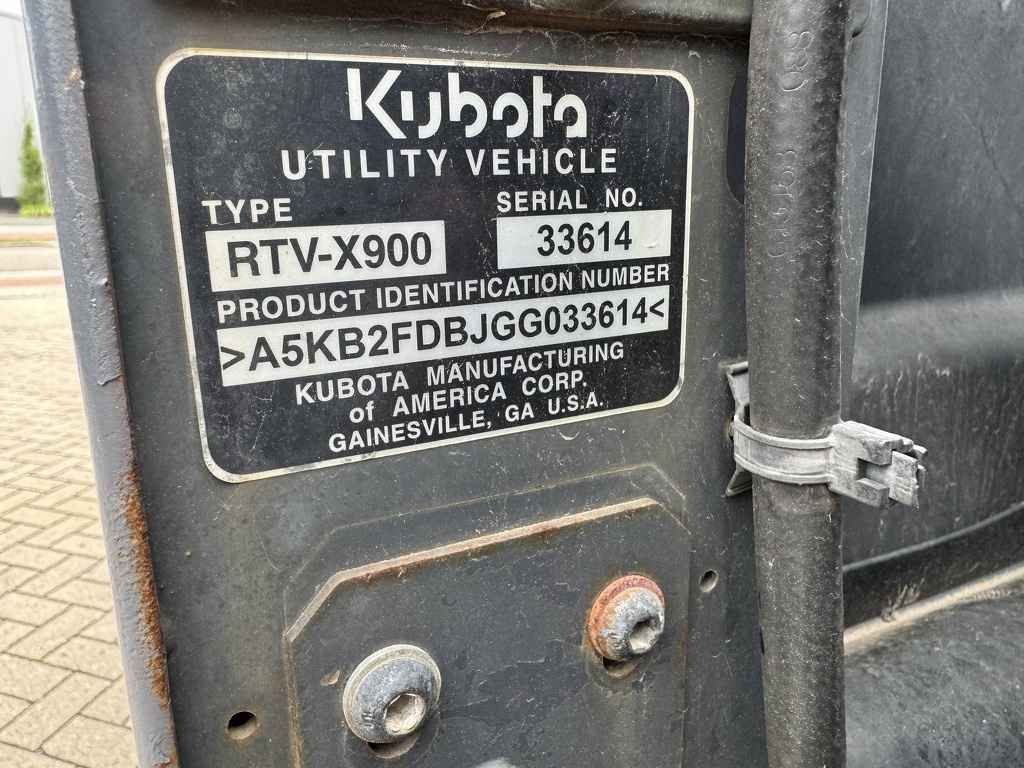 Kubota
UTILITY VEHICLE
TYPE
SERIAL NO.
RTV-X900
33614
PRODUCT IDENTIFICATION NUMBER
>A5KB2FDBJGG033614<
KUBOTA MANUFACTURING
of AMERICA CORP.
GAINESVILLE, GA U.S.A.